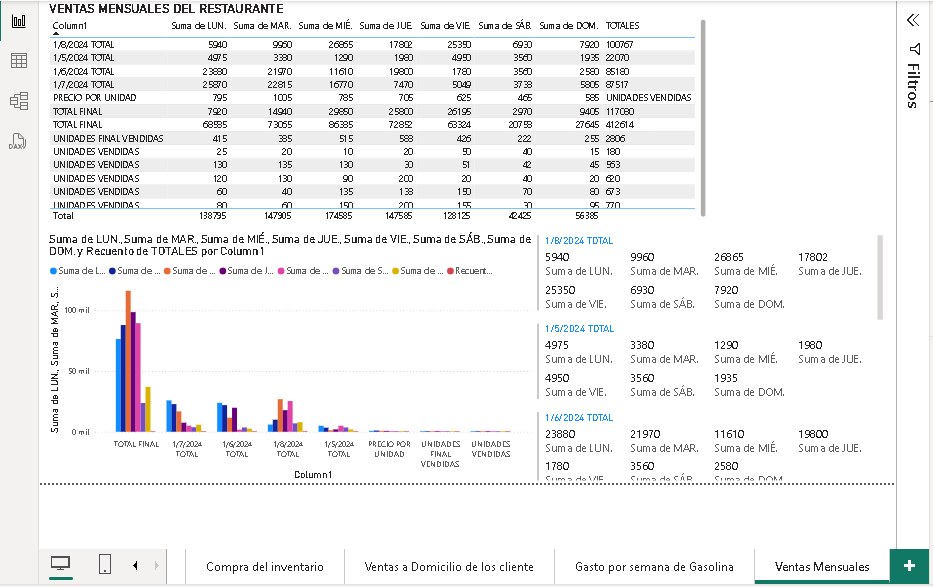 VENTAS MENSUALES DEL RESTAURANTE
Column1 Suma de LUN. Suma de MAR. Suma de MIÉ. Suma de JUE. Suma de VIE. Suma de SÁB. Suma de DOM. TOTALES
1/8/2024 TOTAL 5940 9960 26865 17802 25350 6930 7920 100767
1/5/2024 TOTAL 4975 3380 1290 1980 4950 3560 1935 22070
1/6/2024 TOTAL 23880 21970 11610 19800 1780 3560 2580 85180
1/7/2024 TOTAL 25870 22815 16770 7470 5049 3738 5805 87517
PRECIO POR UNIDAD 795 1005 785 705 625 465 585 UNIDADES VENDIDAS
TOTAL FINAL 7920 14940 29850 25800 26195 2970 9405 117080
TOTAL FINAL 68585 73065 86385 72852 63324 20758 27645 412614
UNIDADES FINAL VENDIDAS 415 385 515 588 426 222 255 2806
UNIDADES VENDIDAS 25 20 10 20 50 40 15 180
UNIDADES VENDIDAS 130 135 130 30 51 42 45 563
UNIDADES VENDIDAS 120 130 90 200 20 40 20 620
UNIDADES VENDIDAS 60 40 135 138 150 70 80 673
UNIDADES VENDIDAS 80 60 150 200 155 30 95 770
Total 138795 147905 174585 147585 128125 42425 56385
Suma de LUN., Suma de MAR., Suma de MIÉ., Suma de JUE., Suma de VIE., Suma de SÁB., Suma de
DOM. y Recuento de TOTALES por Column1
Suma de L... Suma de ... Suma de ... Suma de J... Suma de ... Suma de S... Suma de ... Recuent...
Suma de LUN., Suma de MAR., S...
100 mil
50 mil
0 mil
TOTAL FINAL
1/7/2024 TOTAL
1/6/2024 TOTAL
1/8/2024 TOTAL
1/5/2024 TOTAL
PRECIO POR UNIDAD
UNIDADES FINAL VENDIDAS
UNIDADES VENDIDAS
Column1
1/8/2024 TOTAL
5940 9960 26865 17802
Suma de LUN. Suma de MAR. Suma de MIÉ. Suma de JUE.
25350 6930 7920
Suma de VIE. Suma de SÁB. Suma de DOM.
1/5/2024 TOTAL
4975 3380 1290 1980
Suma de LUN. Suma de MAR. Suma de MIÉ. Suma de JUE.
4950 3560 1935
Suma de VIE. Suma de SÁB. Suma de DOM.
1/6/2024 TOTAL
23880 21970 11610 19800
Suma de LUN. Suma de MAR. Suma de MIÉ. Suma de JUE.
1780 3560 2580
Suma de VIE. Suma de SÁB. Suma de DOM.
Filtros
DAX
Compra del inventario
Ventas a Domicilio de los cliente
Gasto por semana de Gasolina
Ventas Mensuales
+